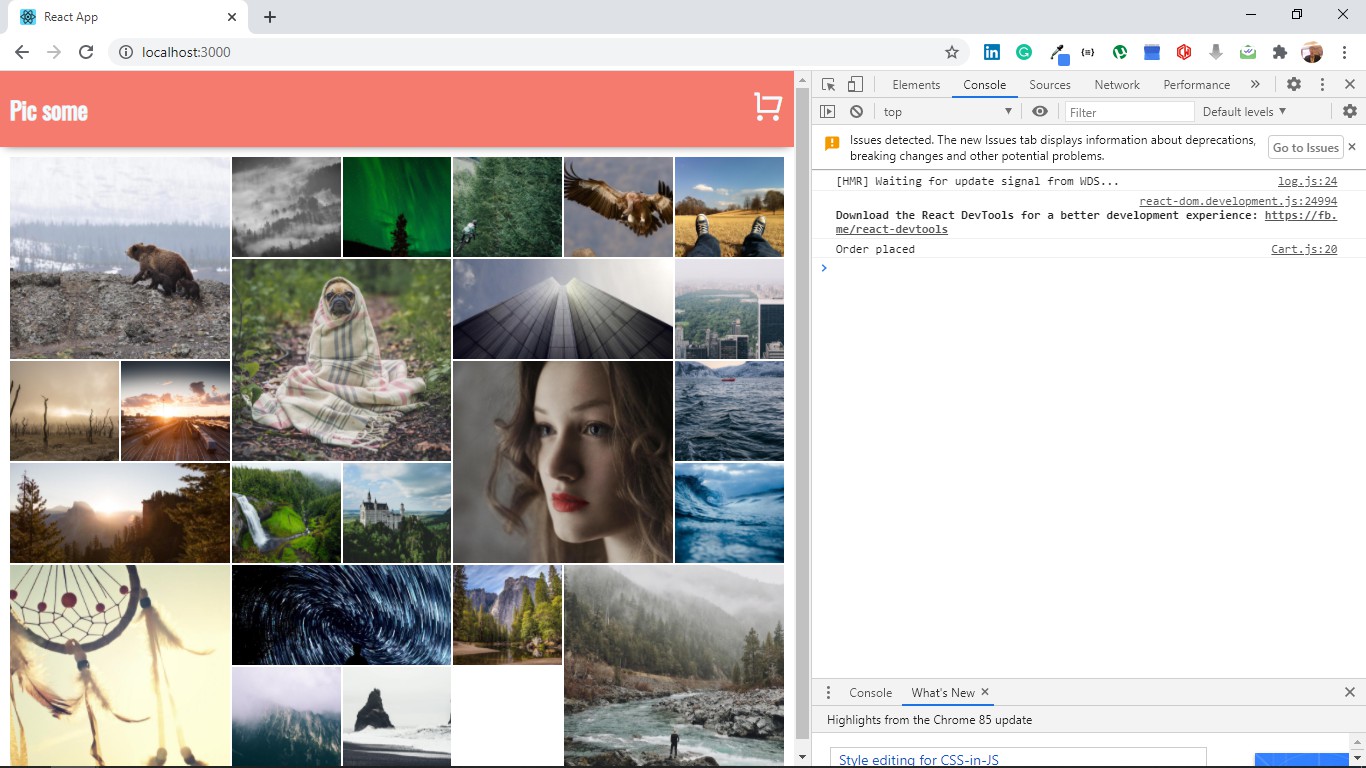 React App
localhost:3000
Pic some
Elements Console Sources Network Performance
top Filter Default levels
Issues detected. The new Issues tab displays information about deprecations,
breaking changes and other potential problems.
Go to Issues
[HMR] Waiting for update signal from WDS... log.js:24
react-dom.development.js:24994
Download the React DevTools for a better development experience: https://fb.
me/react-devtools
Order placed Cart.js:20
Console What's New
Highlights from the Chrome 85 update
Style editing for CSS-in-JS